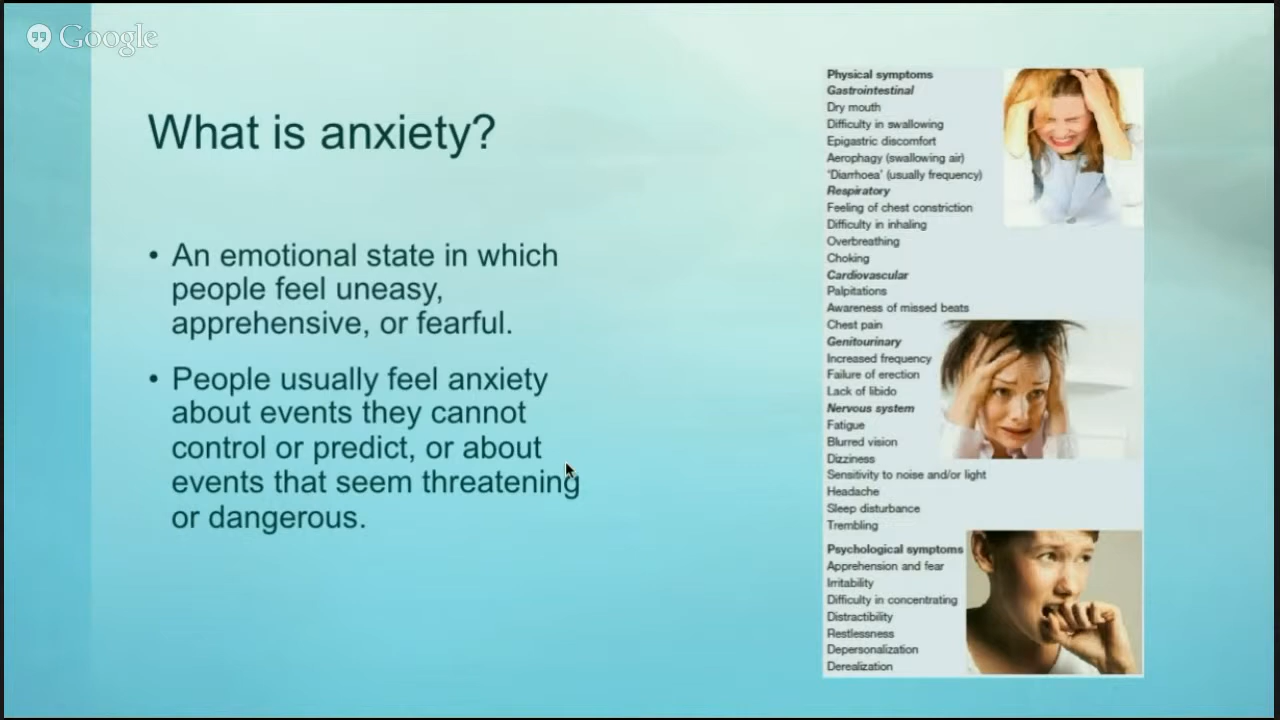 Google
What is anxiety?
• An emotional state in which
people feel uneasy,
apprehensive, or fearful.
• People usually feel anxiety
about events they cannot
control or predict, or about
events that seem threatening
or dangerous.
Physical symptoms
Gastrointestinal
Dry mouth
Difficulty in swallowing
Epigastric discomfort
Aerophagy (swallowing air)
'Diarrhoea' (usually frequency)
Respiratory
Feeling of chest constriction
Difficulty in inhaling
Overbreathing
Choking
Cardiovascular
Palpitations
Awareness of missed beats
Chest pain
Genitourinary
Increased frequency
Failure of erection
Lack of libido
Nervous system
Fatigue
Blurred vision
Dizziness
Sensitivity to noise and/or light
Headache
Sleep disturbance
Trembling
Psychological symptoms
Apprehension and fear
Irritability
Difficulty in concentrating
Distractibility
Restlessness
Depersonalization
Derealization